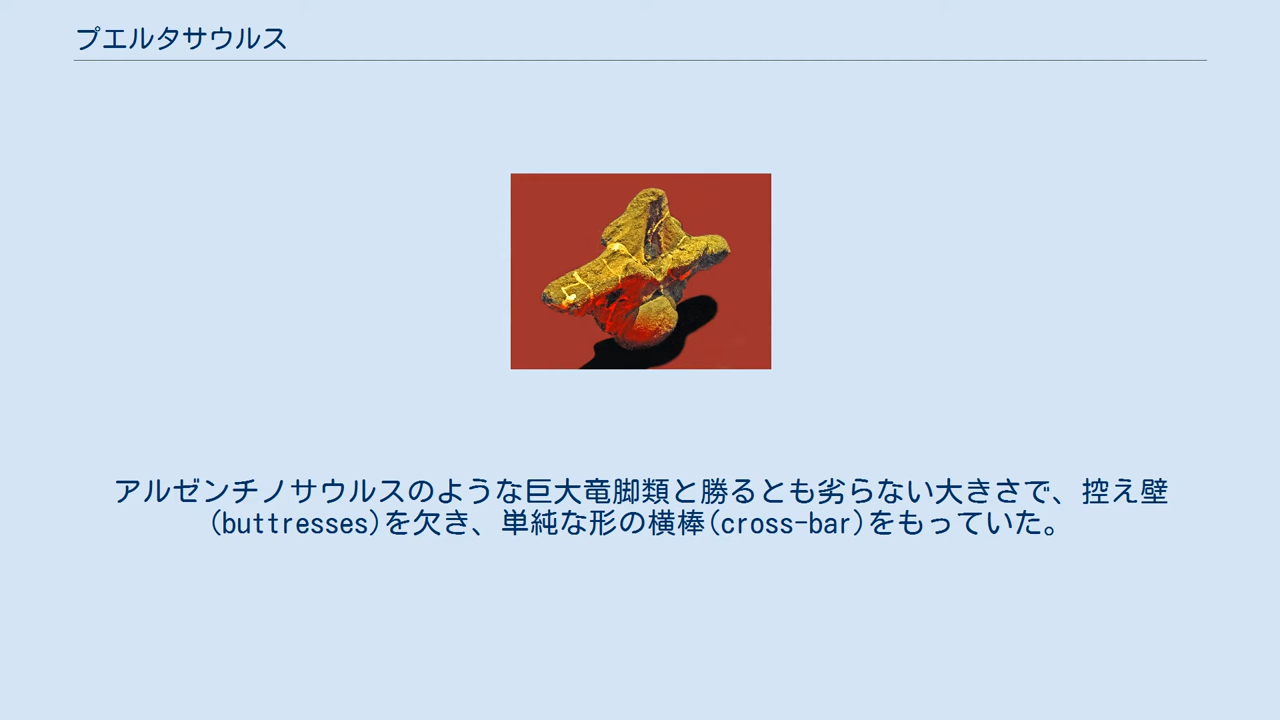 プエルタサウルス
アルゼンチノサウルスのような巨大竜脚類と勝るとも劣らない大きさで、控え壁
(buttresses)を欠き、単純な形の横棒(cross-bar)をもっていた。